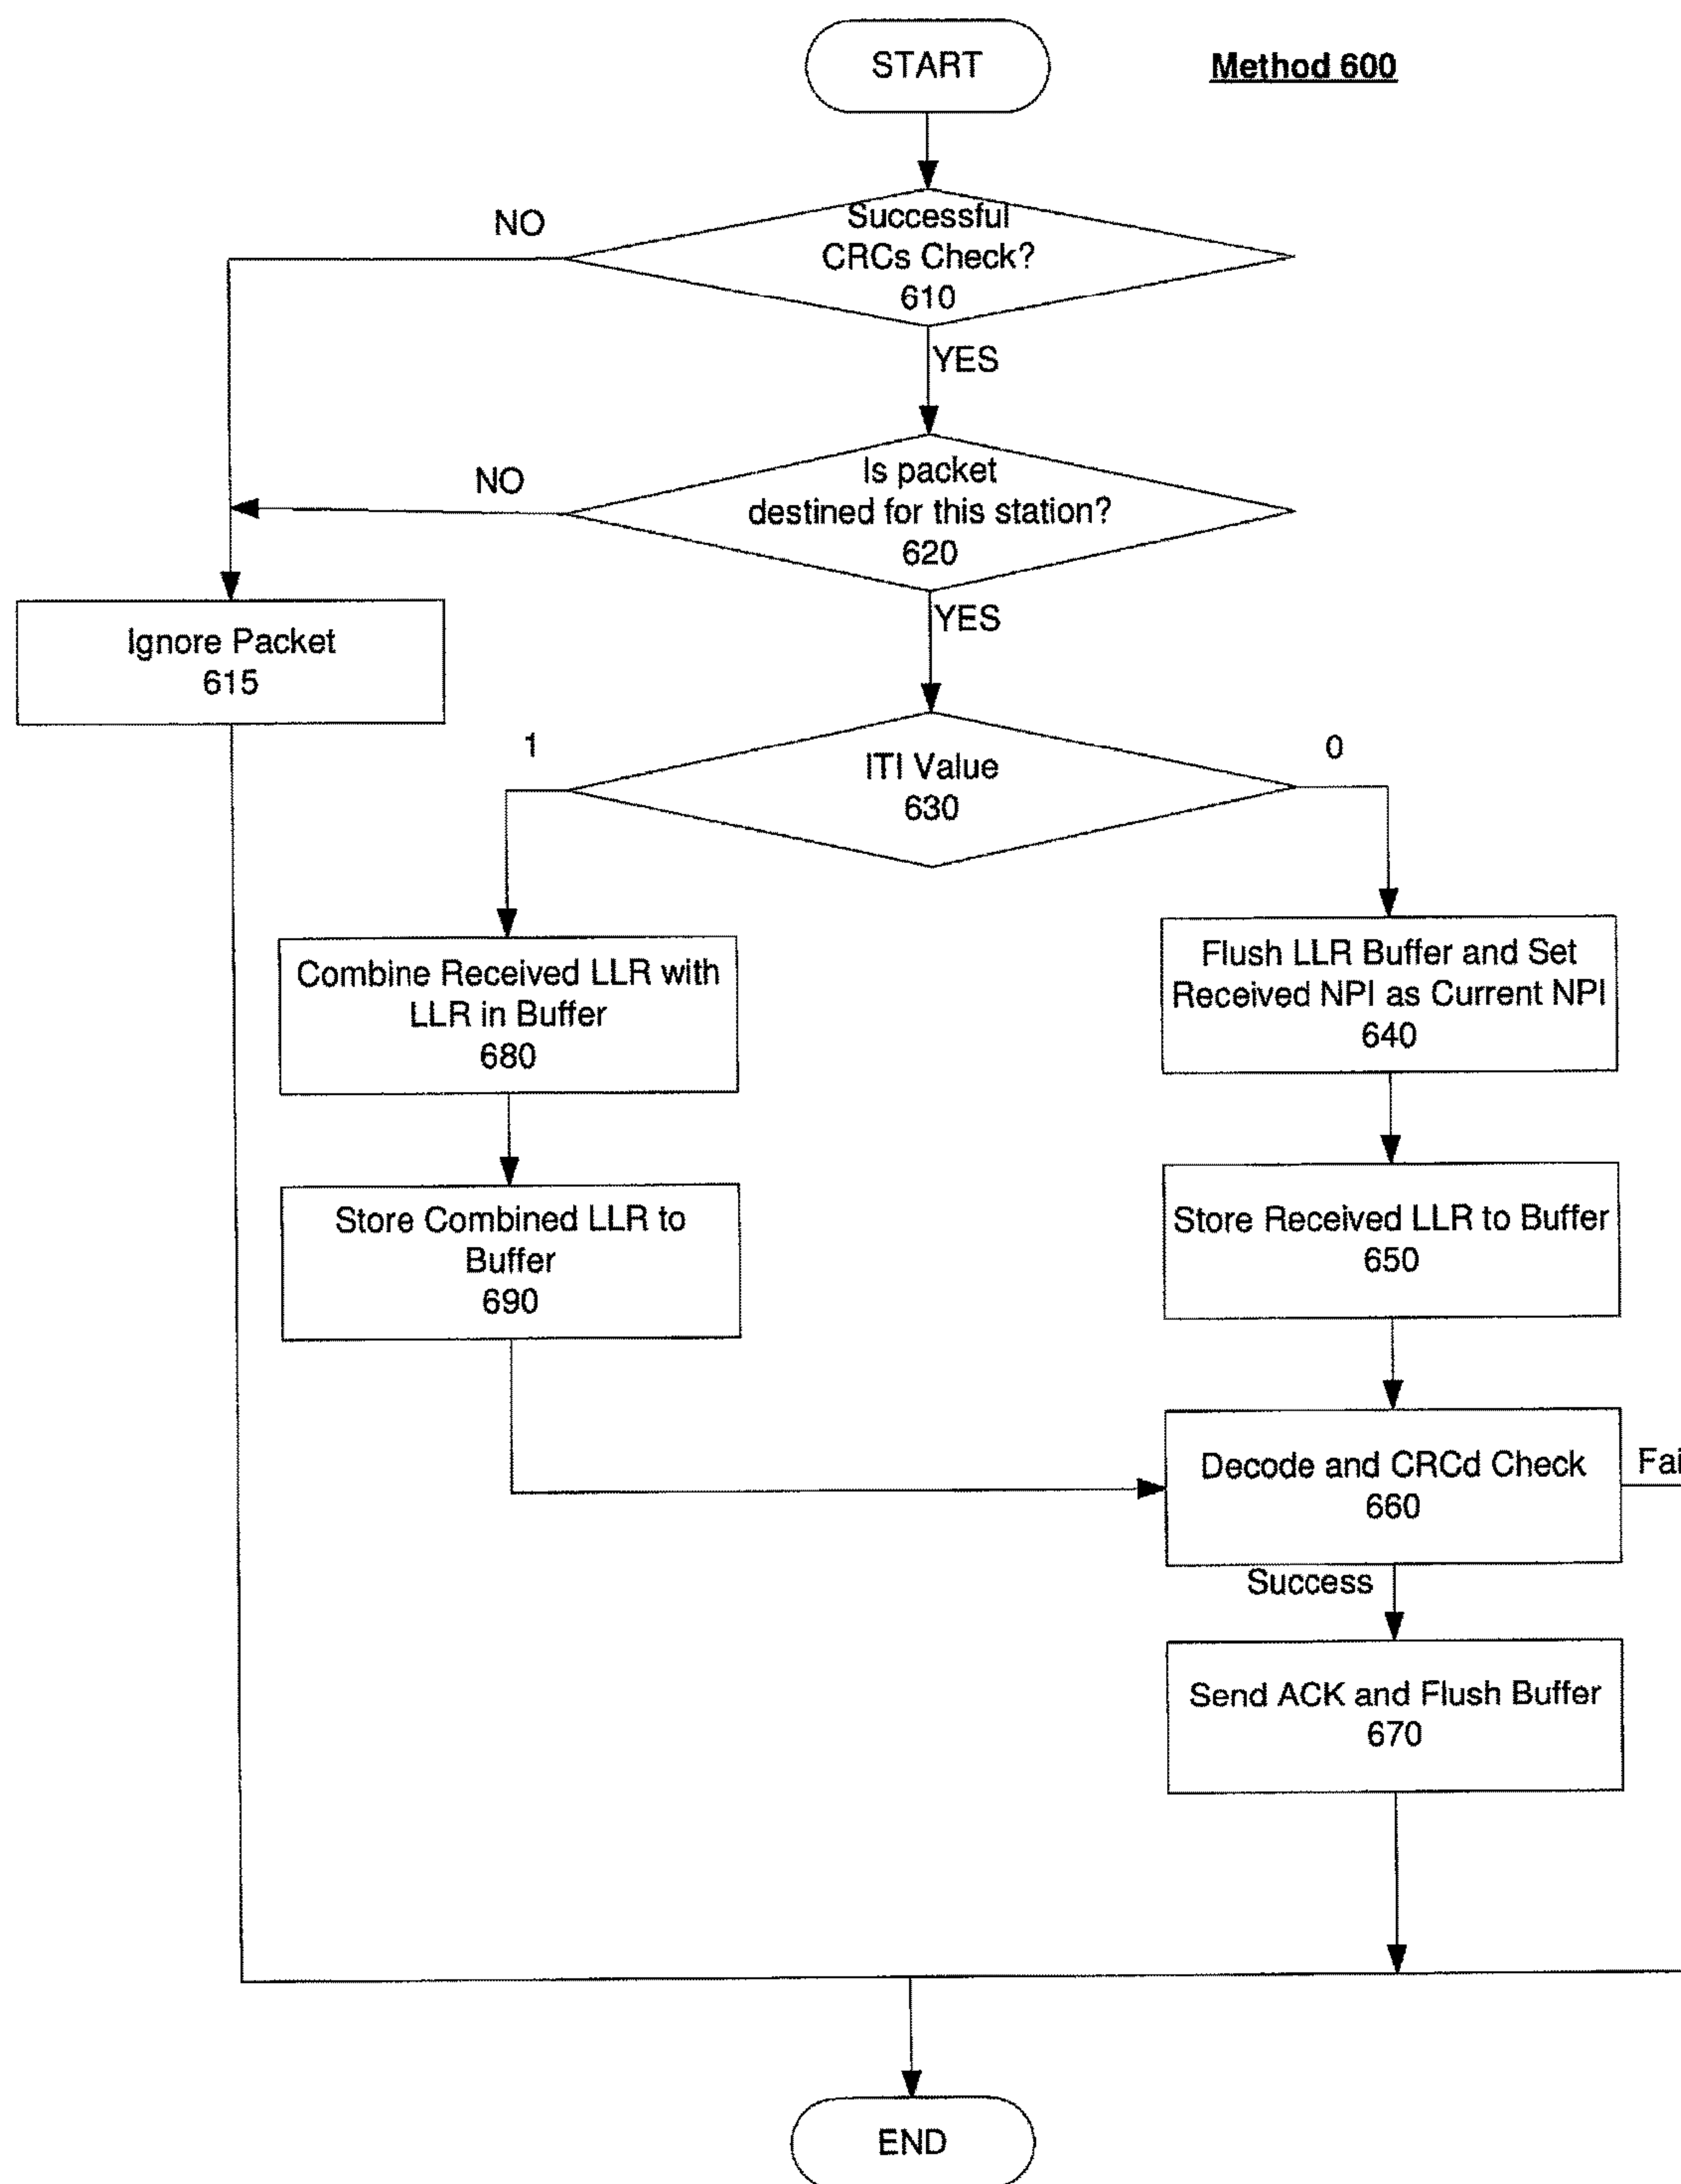 START
Method 600
NO
Successful
CRCs Check?
610
YES
NO
Is packet
destined for this station?
620
YES
Ignore Packet
615
1
ITI Value
630
0
Combine Received LLR with
LLR in Buffer
680
Flush LLR Buffer and Set
Received NPI as Current NPI
640
Store Combined LLR to
Buffer
690
Store Received LLR to Buffer
650
Decode and CRCd Check
660
Fai
Success
Send ACK and Flush Buffer
670
END